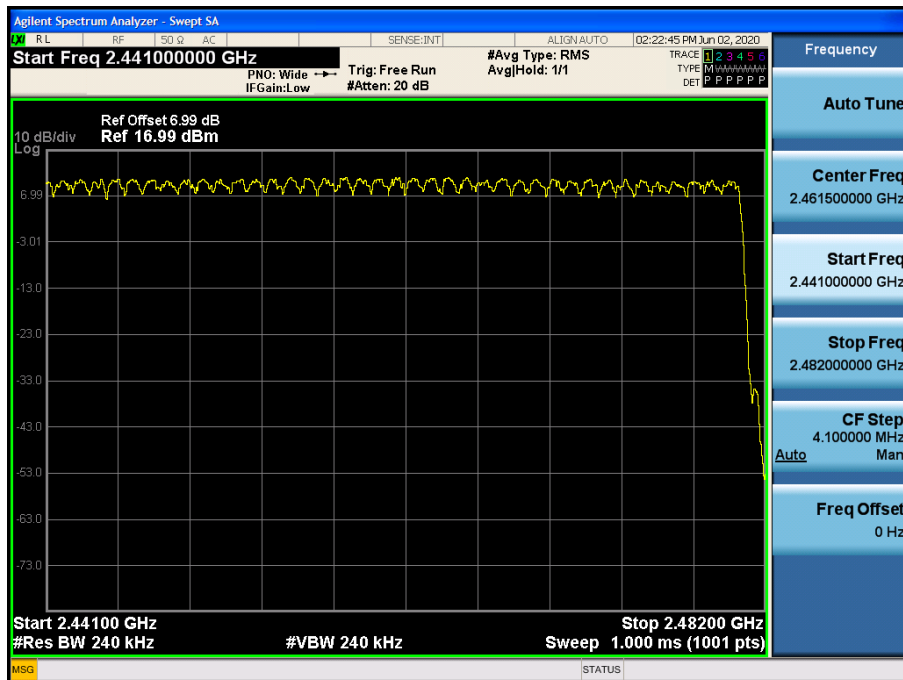 Agilent Spectrum Analyzer - Swept SA
LXI RL RF 50 Ω AC SENSE:INT ALIGN AUTO 02:22:45 PM Jun 02, 2020
Start Freq 2.441000000 GHz
PNO: Wide
IFGain:Low
Trig: Free Run
#Atten: 20 dB
#Avg Type: RMS
Avg|Hold: 1/1
TRACE 1 2 3 4 5 6
TYPE M W W W W W
DET P P P P P P
Ref Offset 6.99 dB
10 dB/div Ref 16.99 dBm
Log
6.99
-3.01
-13.0
-23.0
-33.0
-43.0
-53.0
-63.0
-73.0
Start 2.44100 GHz Stop 2.48200 GHz
#Res BW 240 kHz #VBW 240 kHz Sweep 1.000 ms (1001 pts)
MSG STATUS
Frequency
Auto Tune
Center Freq
2.461500000 GHz
Start Freq
2.441000000 GHz
Stop Freq
2.482000000 GHz
CF Step
4.100000 MHz
Auto Man
Freq Offset
0 Hz